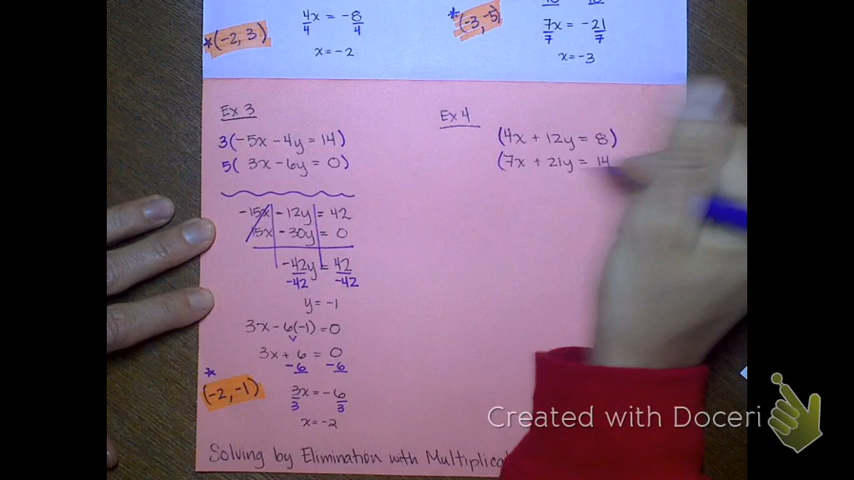 4x = -8
4 4
*(-2, 3)
x = -2
*(-3, -5)
7x = -21
7 7
x = -3
Ex 3
3(-5x - 4y = 14)
5( 3x - 6y = 0)
-15x - 12y = 42
15x - 30y = 0
-42y = 42
-42 -42
y = -1
3x - 6(-1) = 0
3x + 6 = 0
-6 -6
3x = -6
3 3
x = -2
* (-2, -1)
Ex 4
(4x + 12y = 8)
(7x + 21y = 14
Solving by Elimination with Multiplica
Created with Doceri